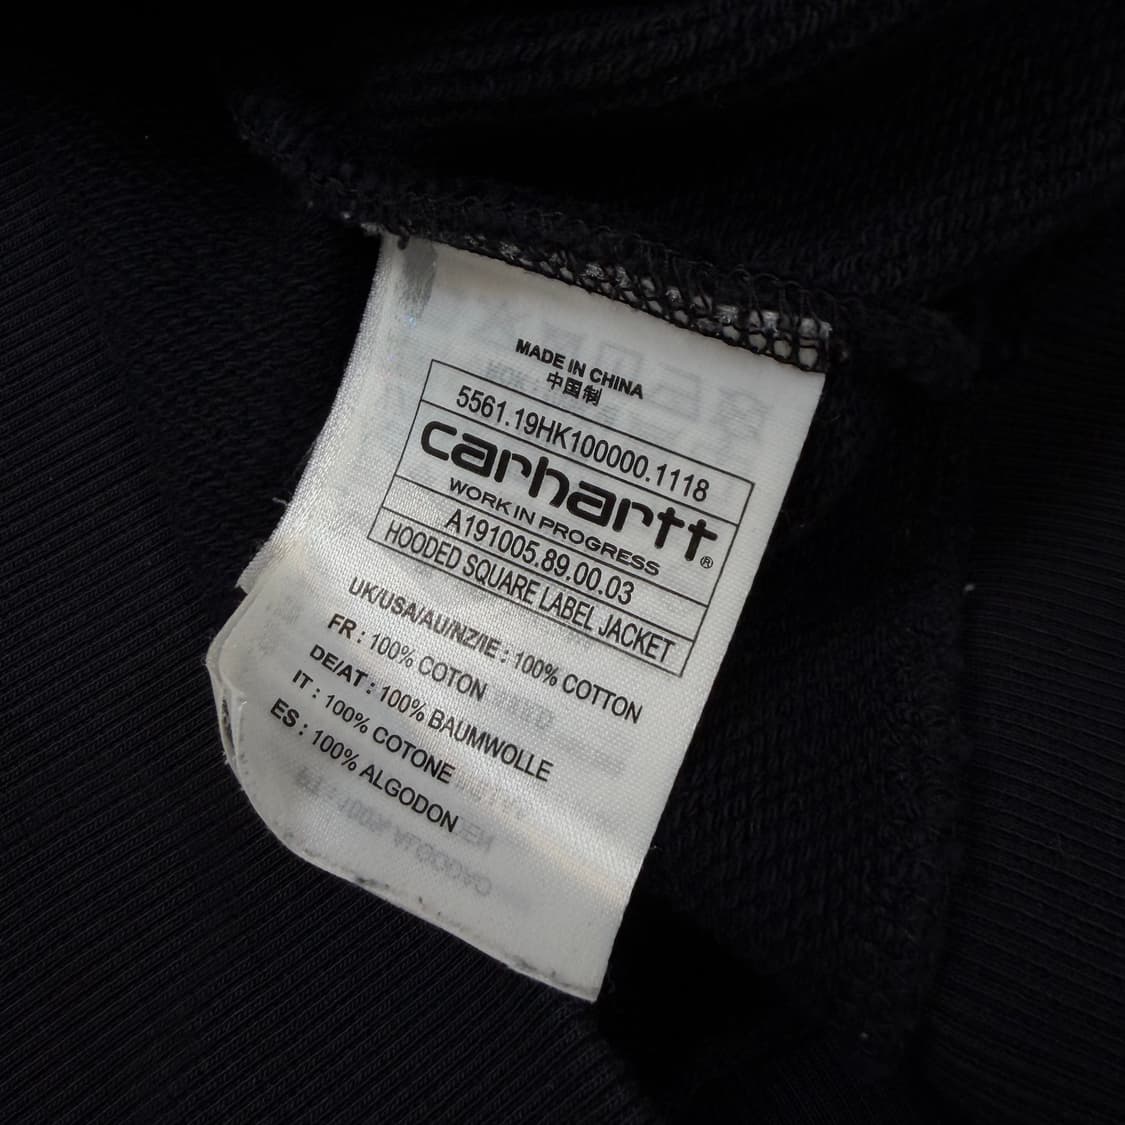 MADE IN CHINA
中国制
5561.19HK100000.1118
carhartt®
WORK IN PROGRESS
A191005.89.00.03
HOODED SQUARE LABEL JACKET
UK/USA/AU/NZ/IE : 100% COTTON
FR : 100% COTON
DE/AT : 100% BAUMWOLLE
IT : 100% COTONE
ES : 100% ALGODON